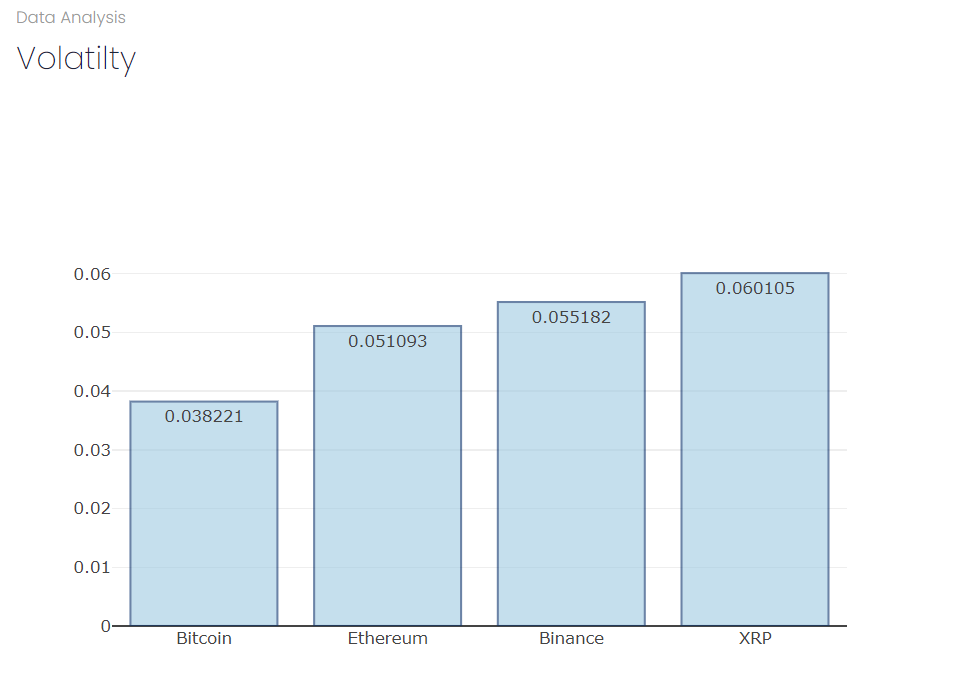 Data Analysis
Volatilty
0.06
0.05
0.04
0.03
0.02
0.01
0
0.038221
0.051093
0.055182
0.060105
Bitcoin
Ethereum
Binance
XRP